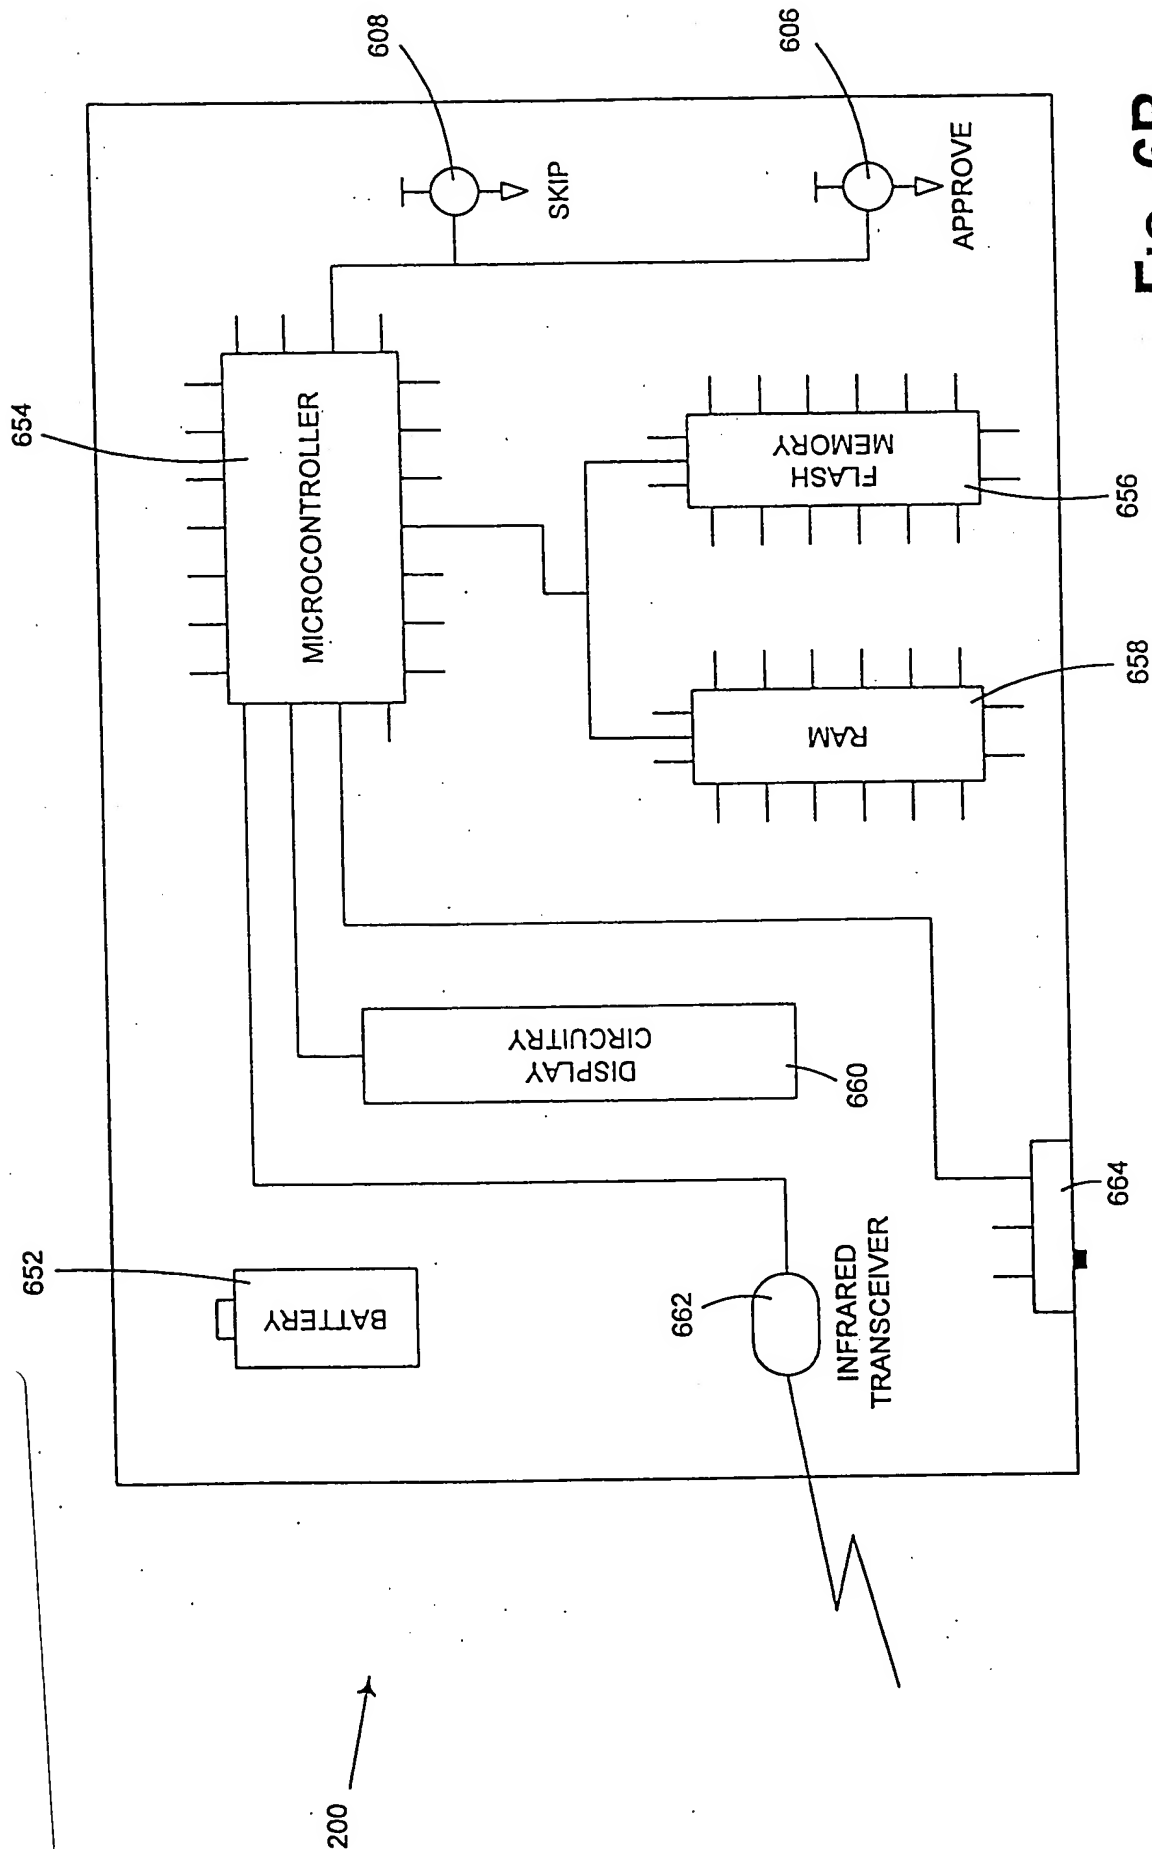 200
652
BATTERY
654
MICROCONTROLLER
608
SKIP
606
APPROVE
DISPLAY
CIRCUITRY
660
662
INFRARED
TRANSCEIVER
664
RAM
658
FLASH
MEMORY
656